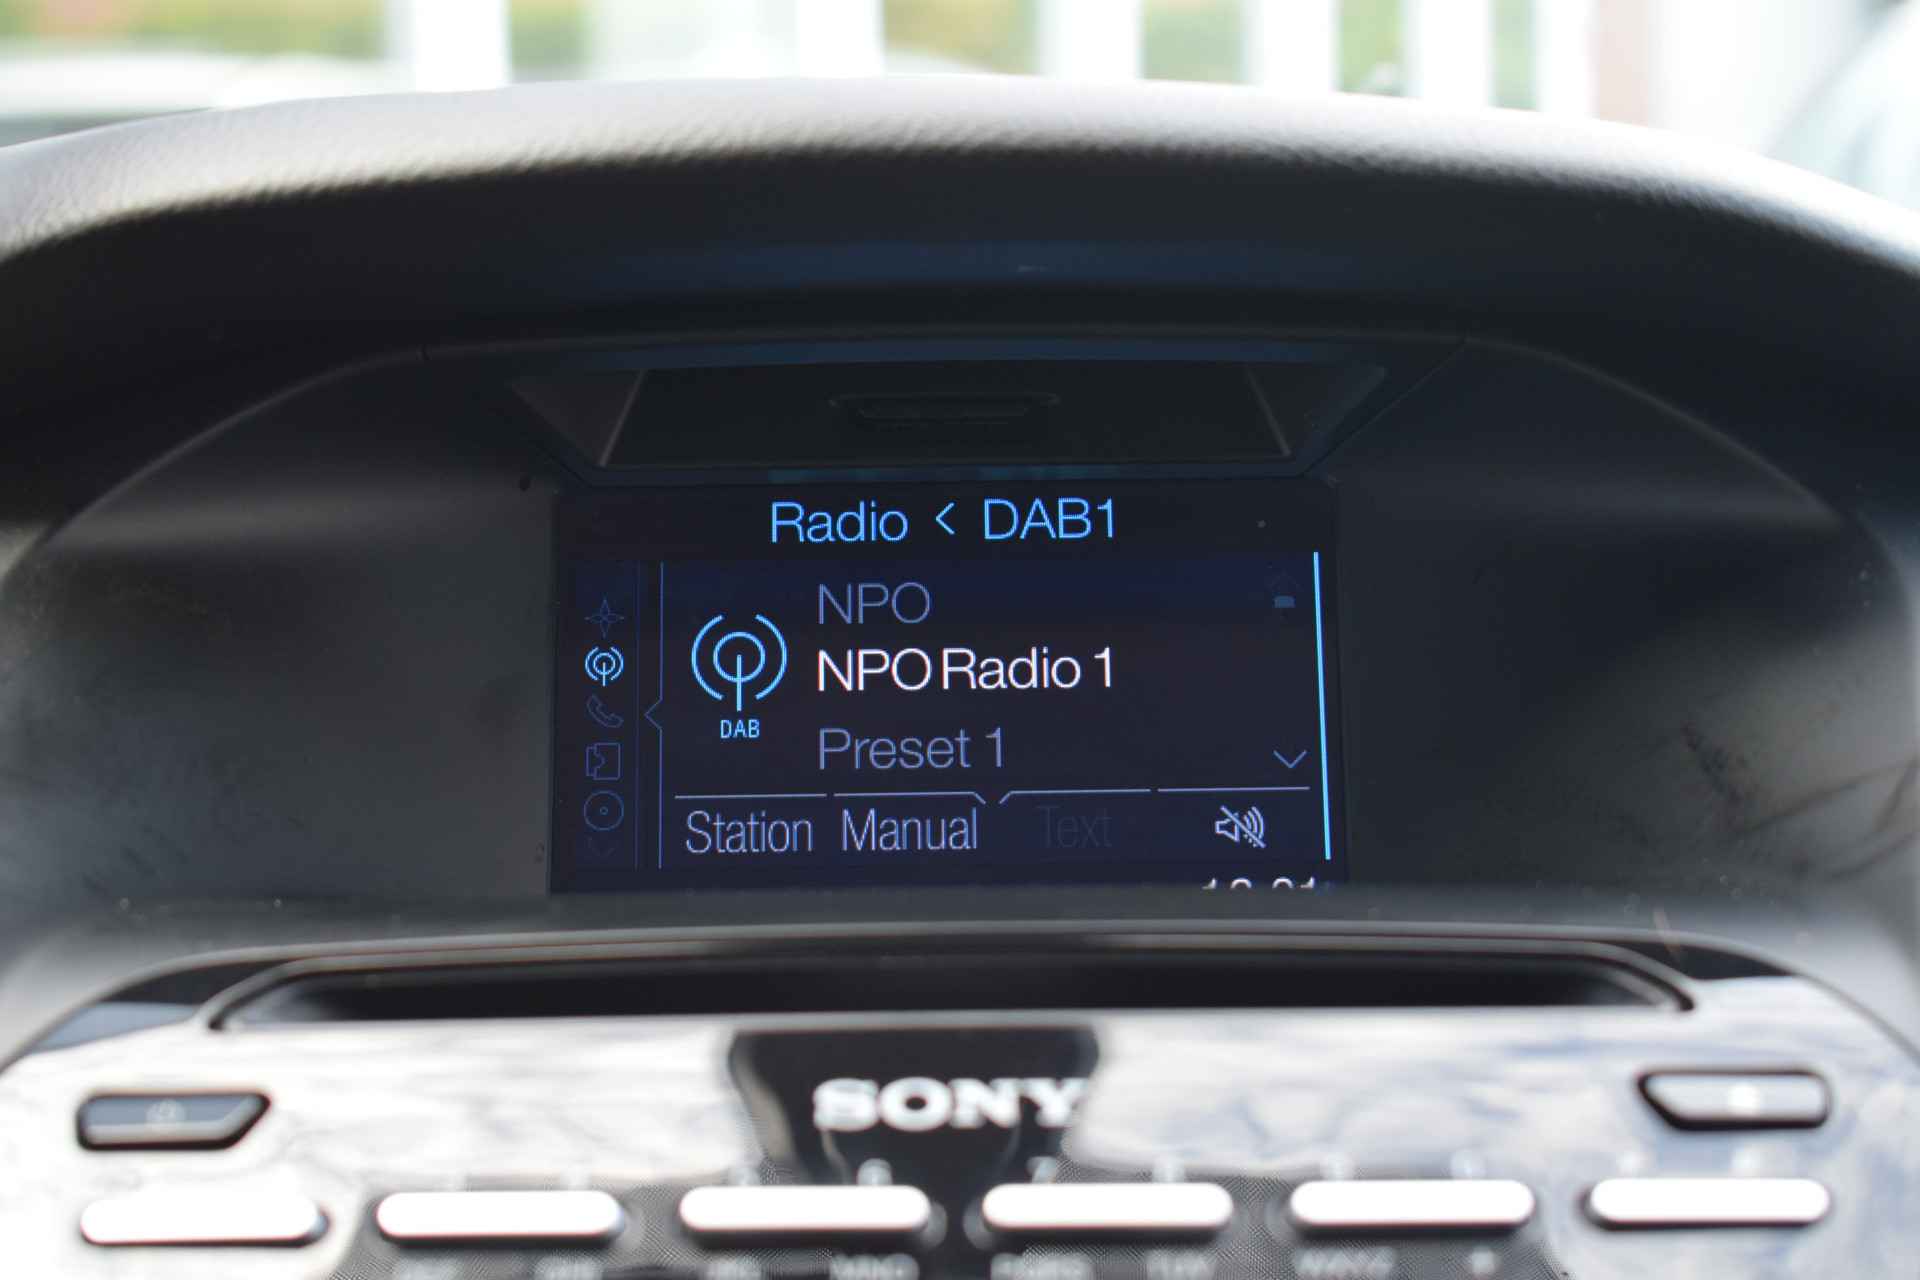 Radio < DAB1
NPO
NPO Radio 1
DAB
Preset 1
Station Manual Text
SONY